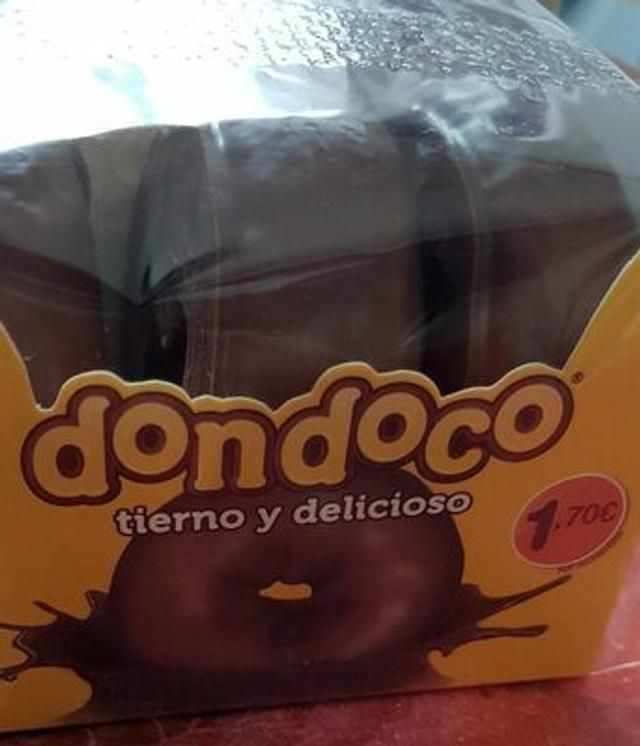 dondoco®
tierno y delicioso
1.70€